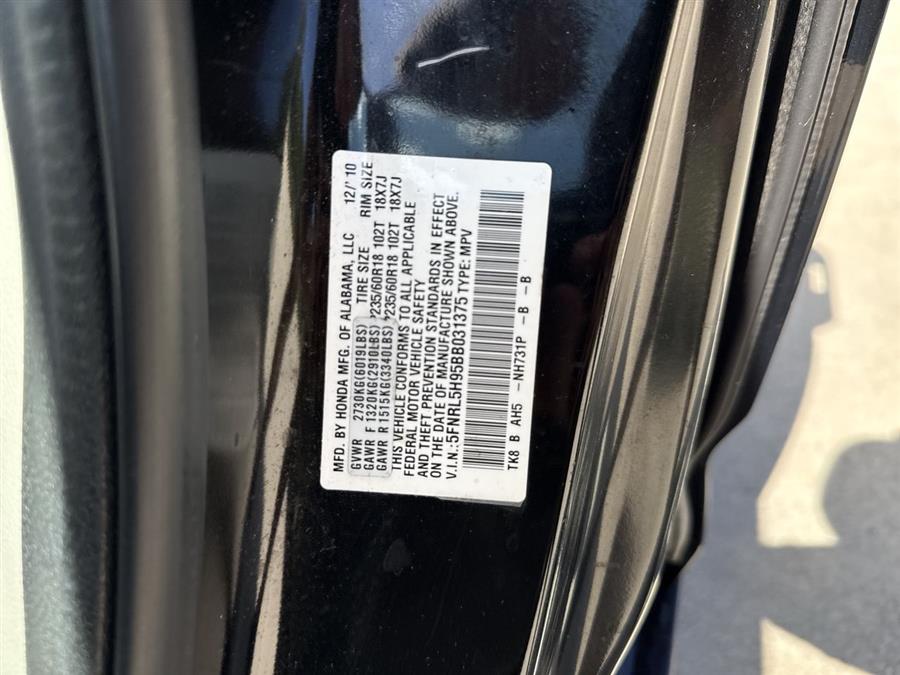 MFD. BY HONDA MFG. OF ALABAMA, LLC 12/'10
GVWR 2730KG(6019LBS) TIRE SIZE RIM SIZE
GAWR F 1320KG(2910LBS) P235/60R18 102T 18X7J
GAWR R 1515KG(3340LBS) P235/60R18 102T 18X7J
THIS VEHICLE CONFORMS TO ALL APPLICABLE
FEDERAL MOTOR VEHICLE SAFETY
AND THEFT PREVENTION STANDARDS IN EFFECT
ON THE DATE OF MANUFACTURE SHOWN ABOVE.
V.I.N.:5FNRL5H95BB031375 TYPE: MPV
TK8 B AH5 -NH731P -B -B